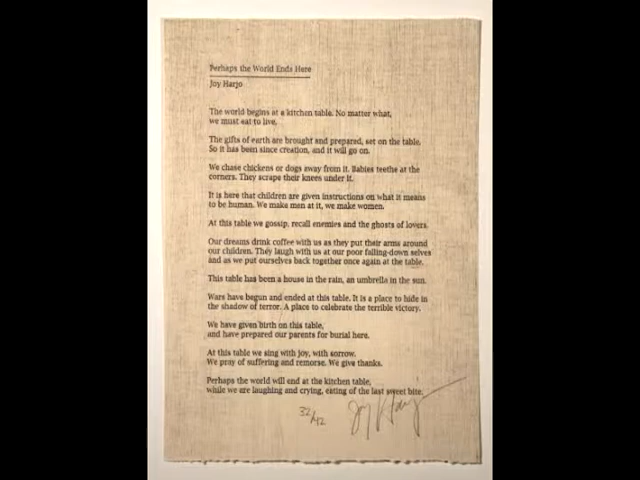 Perhaps the World Ends Here
Joy Harjo
The world begins at a kitchen table. No matter what,
we must eat to live.
The gifts of earth are brought and prepared, set on the table.
So it has been since creation, and it will go on.
We chase chickens or dogs away from it. Babies teethe at the
corners. They scrape their knees under it.
It is here that children are given instructions on what it means
to be human. We make men at it, we make women.
At this table we gossip, recall enemies and the ghosts of lovers.
Our dreams drink coffee with us as they put their arms around
our children. They laugh with us at our poor falling-down selves
and as we put ourselves back together once again at the table.
This table has been a house in the rain, an umbrella in the sun.
Wars have begun and ended at this table. It is a place to hide in
the shadow of terror. A place to celebrate the terrible victory.
We have given birth on this table,
and have prepared our parents for burial here.
At this table we sing with joy, with sorrow.
We pray of suffering and remorse. We give thanks.
Perhaps the world will end at the kitchen table,
while we are laughing and crying, eating of the last sweet bite.
32/42 Joy Harjo